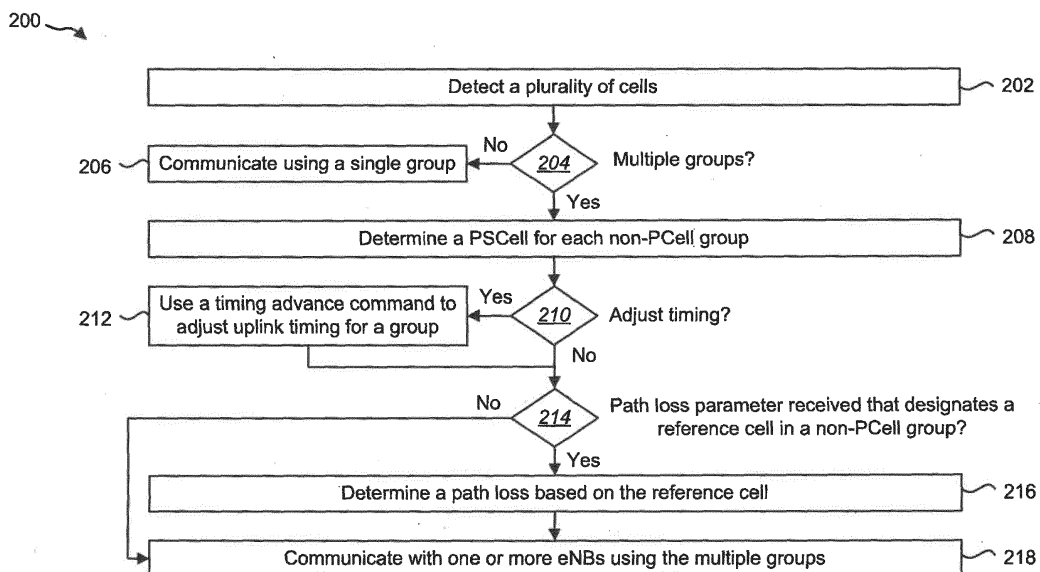 200
Detect a plurality of cells
202
No
206
Communicate using a single group
204
Multiple groups?
Yes
Determine a PSCell for each non-PCell group
208
Use a timing advance command to
adjust uplink timing for a group
212
Yes
210
Adjust timing?
No
No
214
Path loss parameter received that designates a
reference cell in a non-PCell group?
Yes
Determine a path loss based on the reference cell
216
Communicate with one or more eNBs using the multiple groups
218